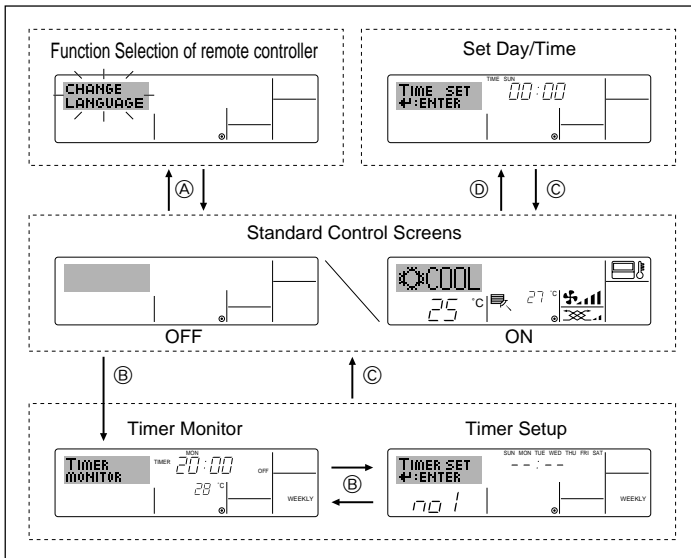 Function Selection of remote controller
CHANGE
LANGUAGE
Set Day/Time
TIME SUN
TIME SET 00:00
↵:ENTER
Ⓐ
Ⓓ
Ⓒ
Standard Control Screens
COOL
25 °C 27 °C
OFF
ON
Ⓑ
Ⓒ
Timer Monitor
MON
TIMER TIMER 20:00 OFF
MONITOR
28 °C
WEEKLY
Ⓑ
Timer Setup
SUN MON TUE WED THU FRI SAT
TIMER SET --:--
↵:ENTER
no 1
WEEKLY